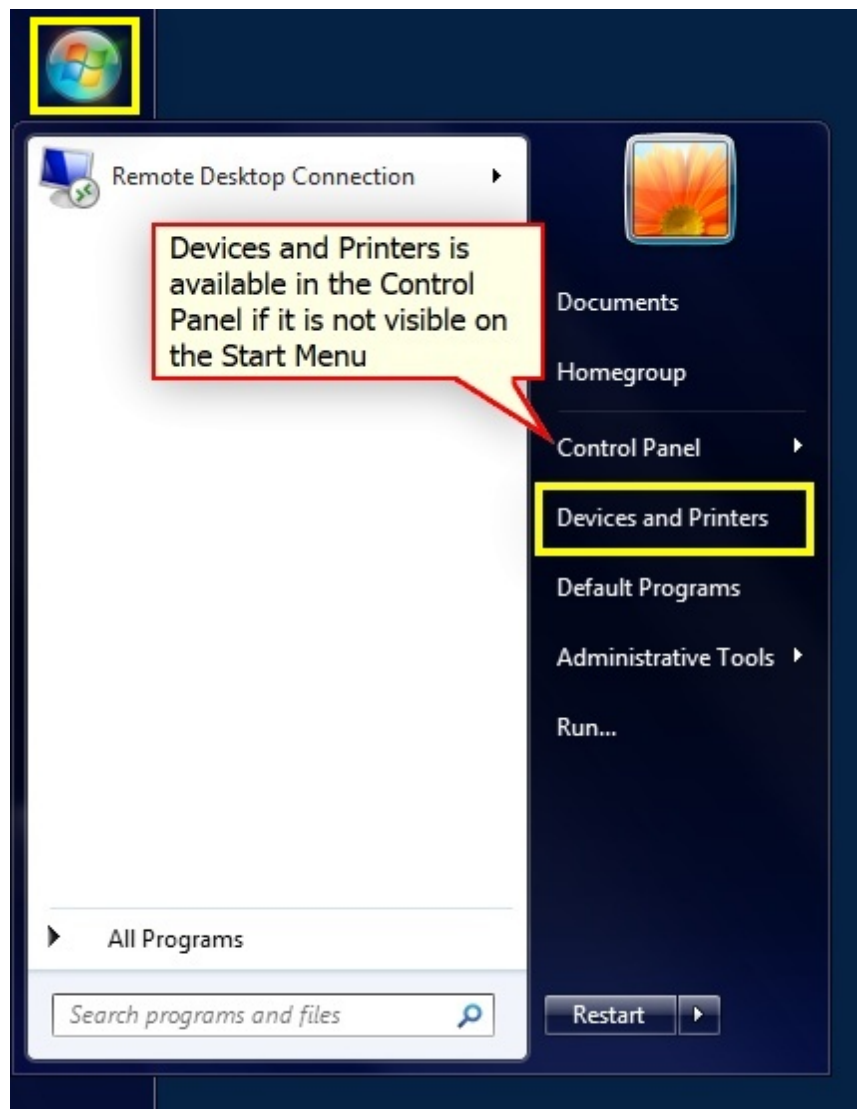 Remote Desktop Connection
Devices and Printers is
available in the Control
Panel if it is not visible on
the Start Menu
Documents
Homegroup
Control Panel
Devices and Printers
Default Programs
Administrative Tools
Run...
All Programs
Search programs and files
Restart